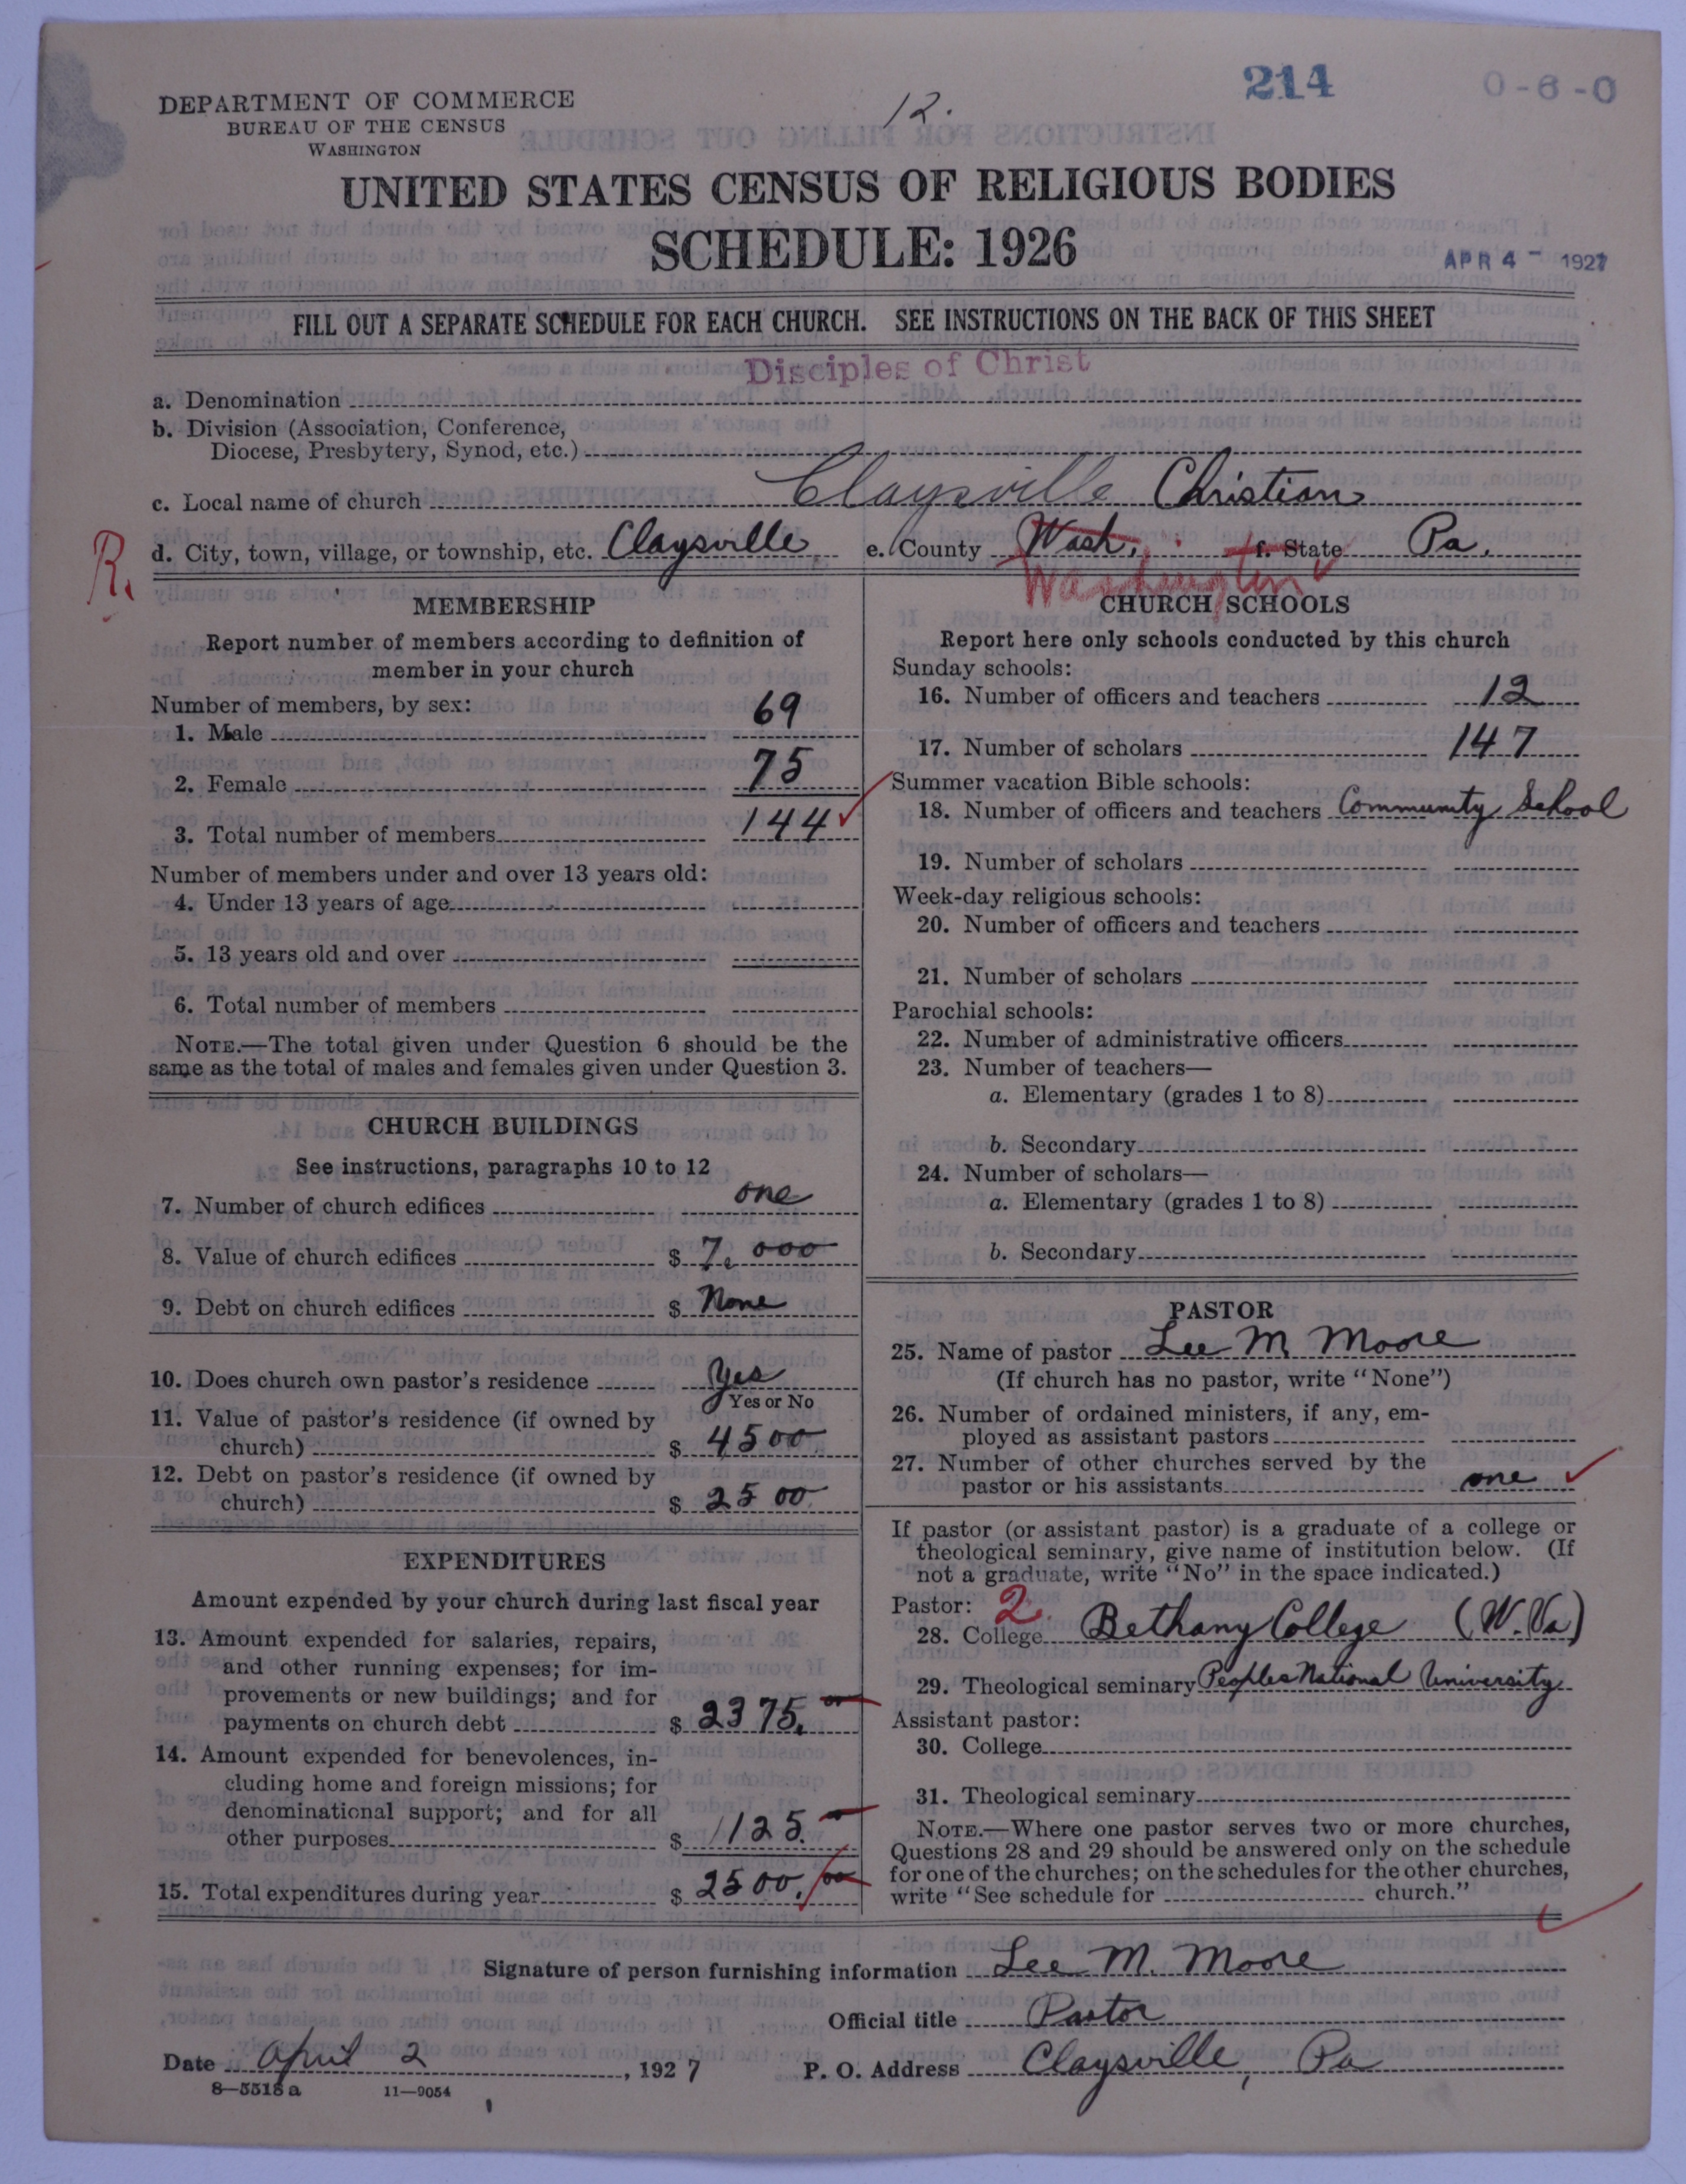 214
0-6-0
DEPARTMENT OF COMMERCE
12.
BUREAU OF THE CENSUS
WASHINGTON
UNITED STATES CENSUS OF RELIGIOUS BODIES
SCHEDULE: 1926
APR 4 - 1927
FILL OUT A SEPARATE SCHEDULE FOR EACH CHURCH. SEE INSTRUCTIONS ON THE BACK OF THIS SHEET
Disciples of Christ
a. Denomination
b. Division (Association, Conference,
Diocese, Presbytery, Synod, etc.)
c. Local name of church Claysville Christian
R. d. City, town, village, or township, etc. Claysville e. County Wash. f. State Pa.
Washington
MEMBERSHIP
Report number of members according to definition of
member in your church
Number of members, by sex:
1. Male 69
2. Female 75
3. Total number of members 144
Number of members under and over 13 years old:
4. Under 13 years of age
5. 13 years old and over
6. Total number of members
NOTE.—The total given under Question 6 should be the
same as the total of males and females given under Question 3.
CHURCH BUILDINGS
See instructions, paragraphs 10 to 12
7. Number of church edifices one
8. Value of church edifices $ 7,000
9. Debt on church edifices $ None
10. Does church own pastor's residence Yes
Yes or No
11. Value of pastor's residence (if owned by
church) $ 4500
12. Debt on pastor's residence (if owned by
church) $ 2500
EXPENDITURES
Amount expended by your church during last fiscal year
13. Amount expended for salaries, repairs,
and other running expenses; for im-
provements or new buildings; and for
payments on church debt $ 2375.00
14. Amount expended for benevolences, in-
cluding home and foreign missions; for
denominational support; and for all
other purposes $ 125.
15. Total expenditures during year $ 2500.00
CHURCH SCHOOLS
Report here only schools conducted by this church
Sunday schools:
16. Number of officers and teachers 12
17. Number of scholars 147
Summer vacation Bible schools:
18. Number of officers and teachers Community School
19. Number of scholars
Week-day religious schools:
20. Number of officers and teachers
21. Number of scholars
Parochial schools:
22. Number of administrative officers
23. Number of teachers—
a. Elementary (grades 1 to 8)
b. Secondary
24. Number of scholars—
a. Elementary (grades 1 to 8)
b. Secondary
PASTOR
25. Name of pastor Lee M Moore
(If church has no pastor, write "None")
26. Number of ordained ministers, if any, em-
ployed as assistant pastors
27. Number of other churches served by the
pastor or his assistants one
If pastor (or assistant pastor) is a graduate of a college or
theological seminary, give name of institution below. (If
not a graduate, write "No" in the space indicated.)
Pastor: 2
28. College Bethany College (W.Va)
29. Theological seminary Peoples National University
Assistant pastor:
30. College
31. Theological seminary
NOTE.—Where one pastor serves two or more churches,
Questions 28 and 29 should be answered only on the schedule
for one of the churches; on the schedules for the other churches,
write "See schedule for church."
Signature of person furnishing information Lee M. Moore
Official title Pastor
Date April 2, 1927 P. O. Address Claysville, Pa
8—5518a 11—9054